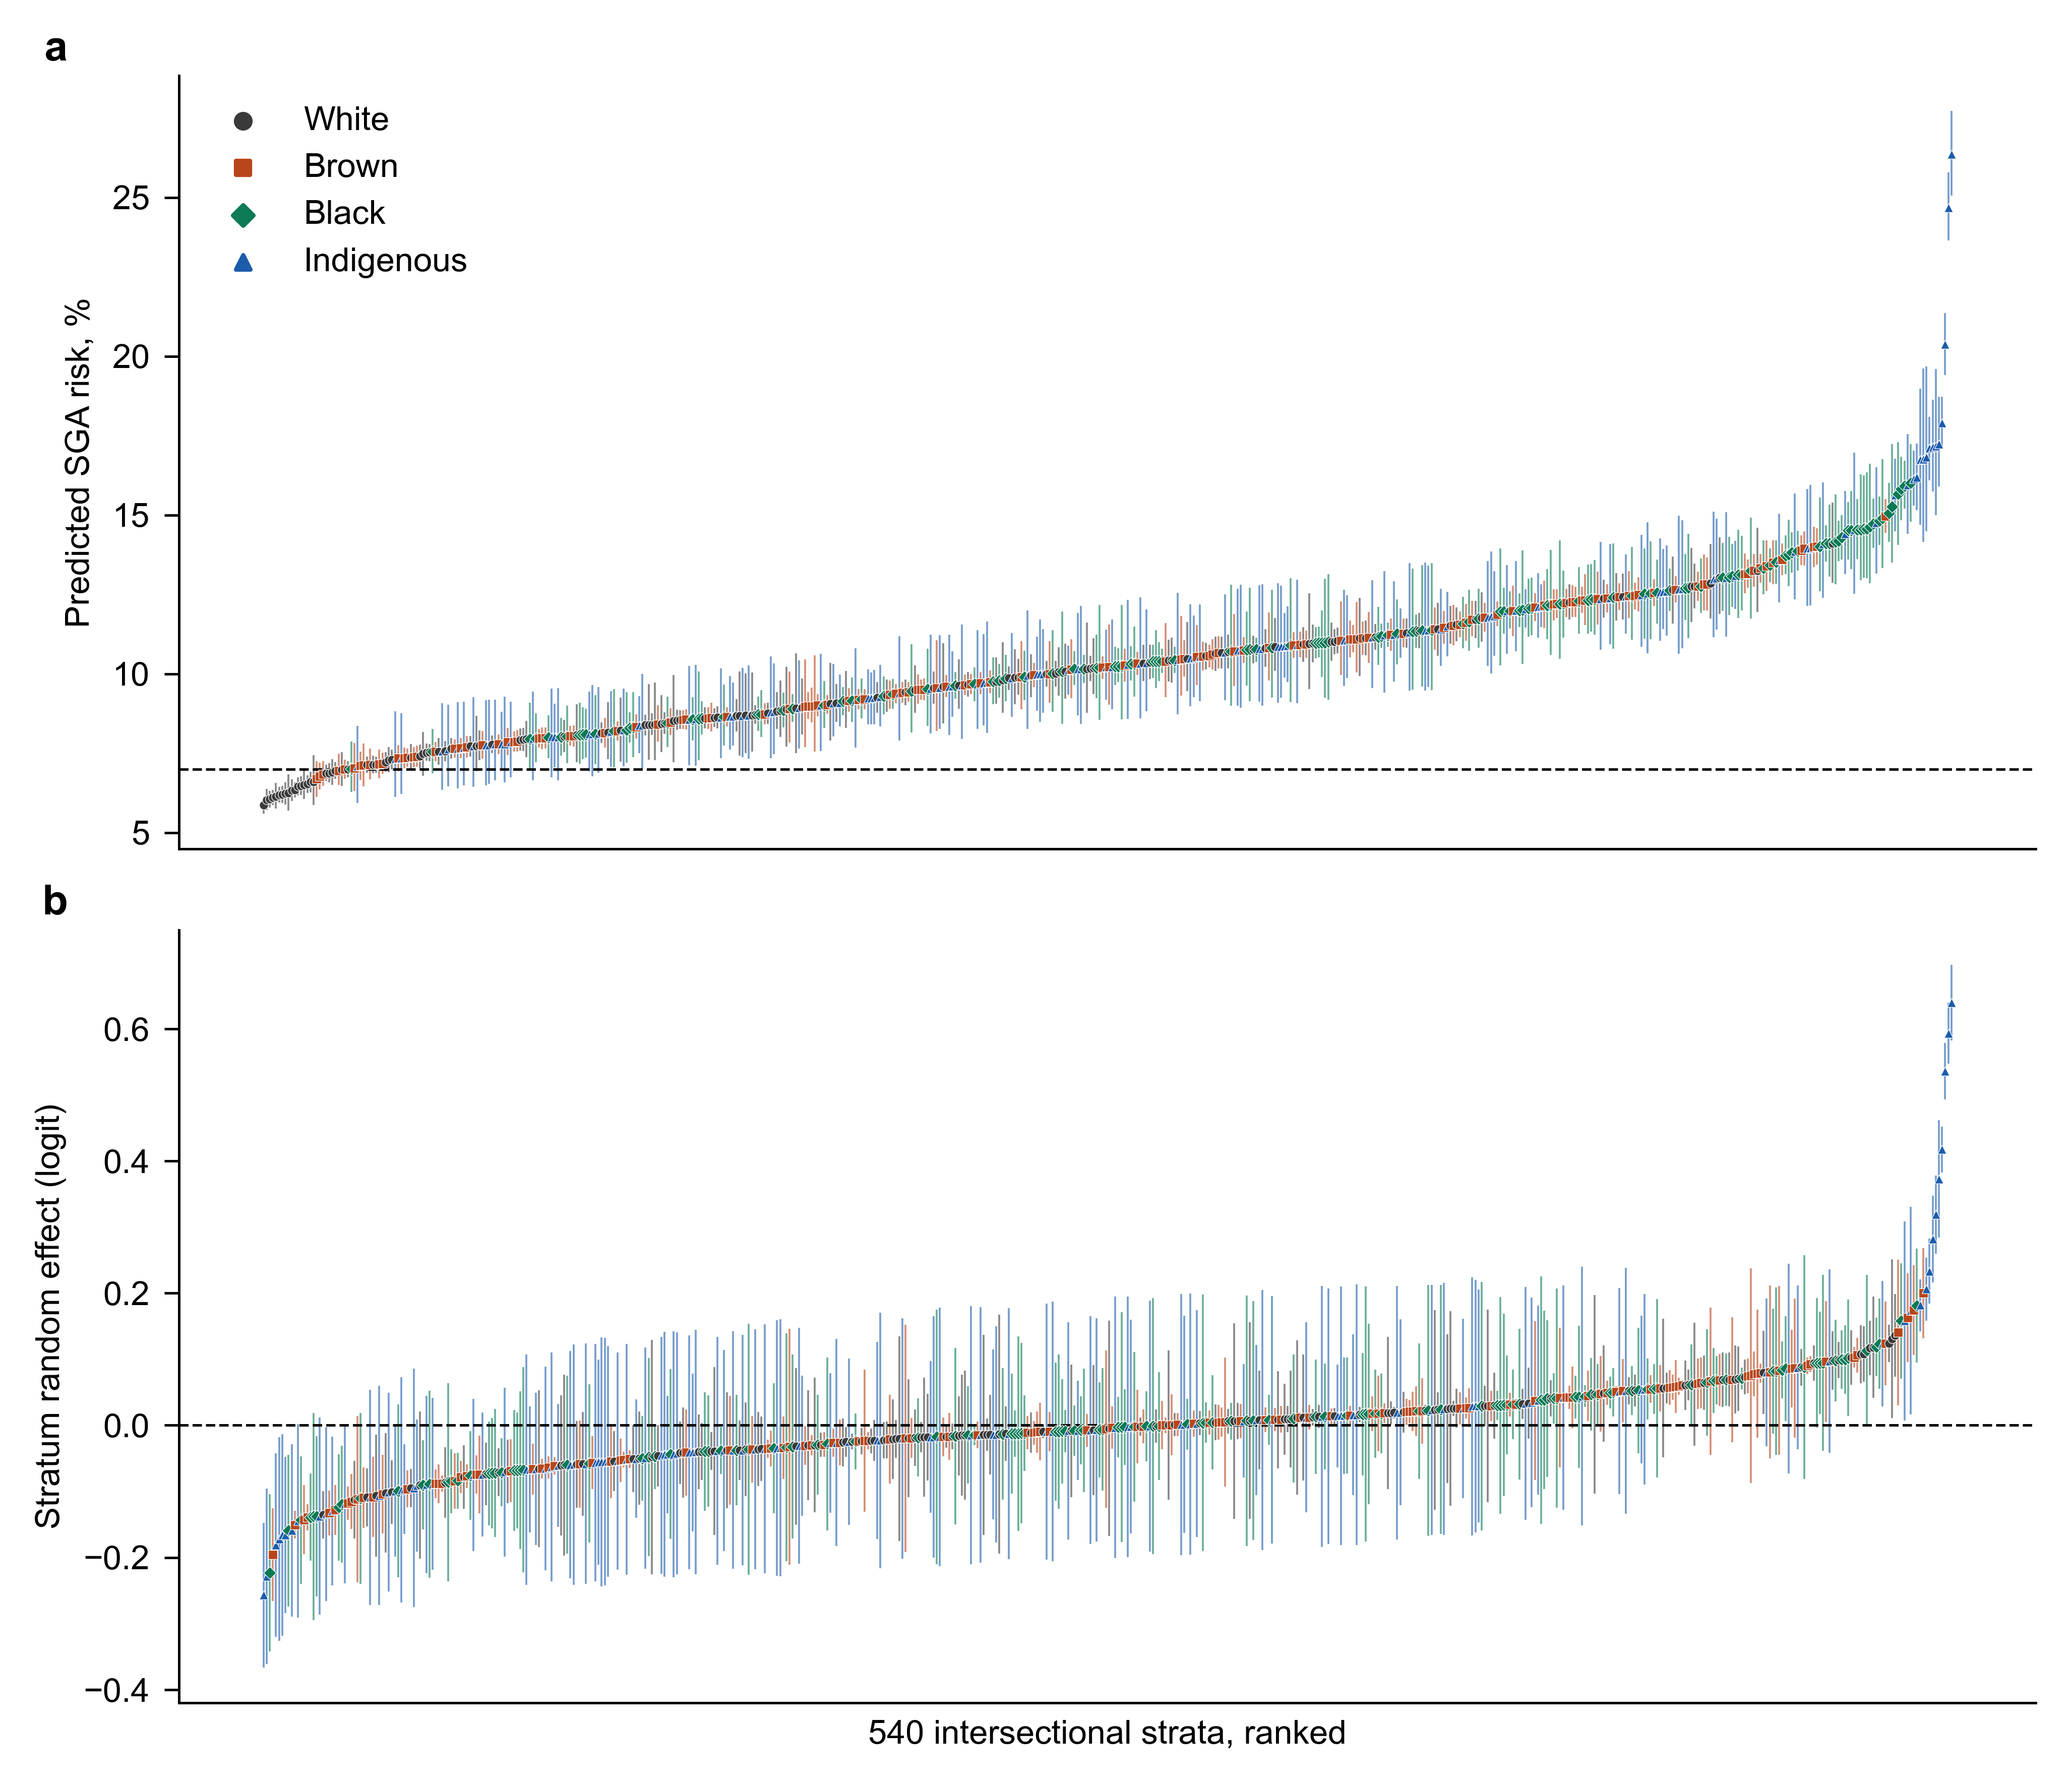 a
White
Brown
Black
Indigenous
Predicted SGA risk, %
25
20
15
10
5
b
Stratum random effect (logit)
0.6
0.4
0.2
0.0
−0.2
−0.4
540 intersectional strata, ranked